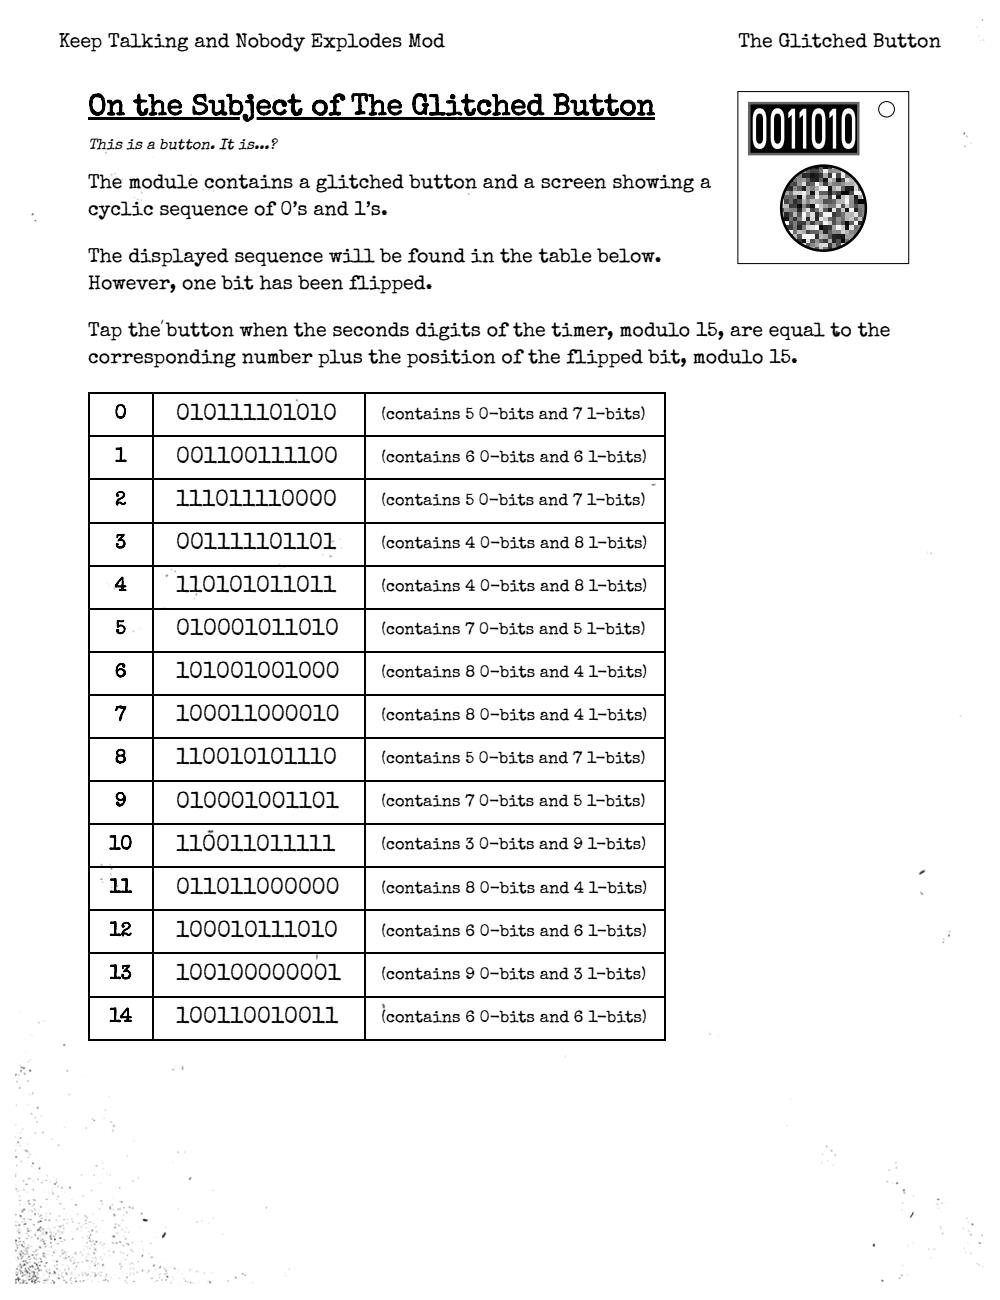 Keep Talking and Nobody Explodes Mod The Glitched Button
On the Subject of The Glitched Button
0011010
This is a button. It is...?
The module contains a glitched button and a screen showing a
cyclic sequence of 0's and 1's.
The displayed sequence will be found in the table below.
However, one bit has been flipped.
Tap the button when the seconds digits of the timer, modulo 15, are equal to the
corresponding number plus the position of the flipped bit, modulo 15.
0 010111101010 (contains 5 0-bits and 7 1-bits)
1 001100111100 (contains 6 0-bits and 6 1-bits)
2 111011110000 (contains 5 0-bits and 7 1-bits)
3 001111101101 (contains 4 0-bits and 8 1-bits)
4 110101011011 (contains 4 0-bits and 8 1-bits)
5 010001011010 (contains 7 0-bits and 5 1-bits)
6 101001001000 (contains 8 0-bits and 4 1-bits)
7 100011000010 (contains 8 0-bits and 4 1-bits)
8 110010101110 (contains 5 0-bits and 7 1-bits)
9 010001001101 (contains 7 0-bits and 5 1-bits)
10 110011011111 (contains 3 0-bits and 9 1-bits)
11 011011000000 (contains 8 0-bits and 4 1-bits)
12 100010111010 (contains 6 0-bits and 6 1-bits)
13 100100000001 (contains 9 0-bits and 3 1-bits)
14 100110010011 (contains 6 0-bits and 6 1-bits)